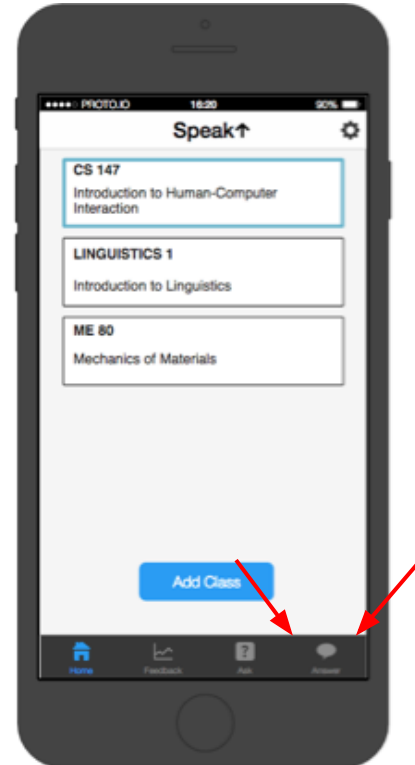 PROTO.IO 16:20 90%
Speak↑
CS 147
Introduction to Human-Computer
Interaction
LINGUISTICS 1
Introduction to Linguistics
ME 80
Mechanics of Materials
Add Class
?
Home Feedback Ask Answer